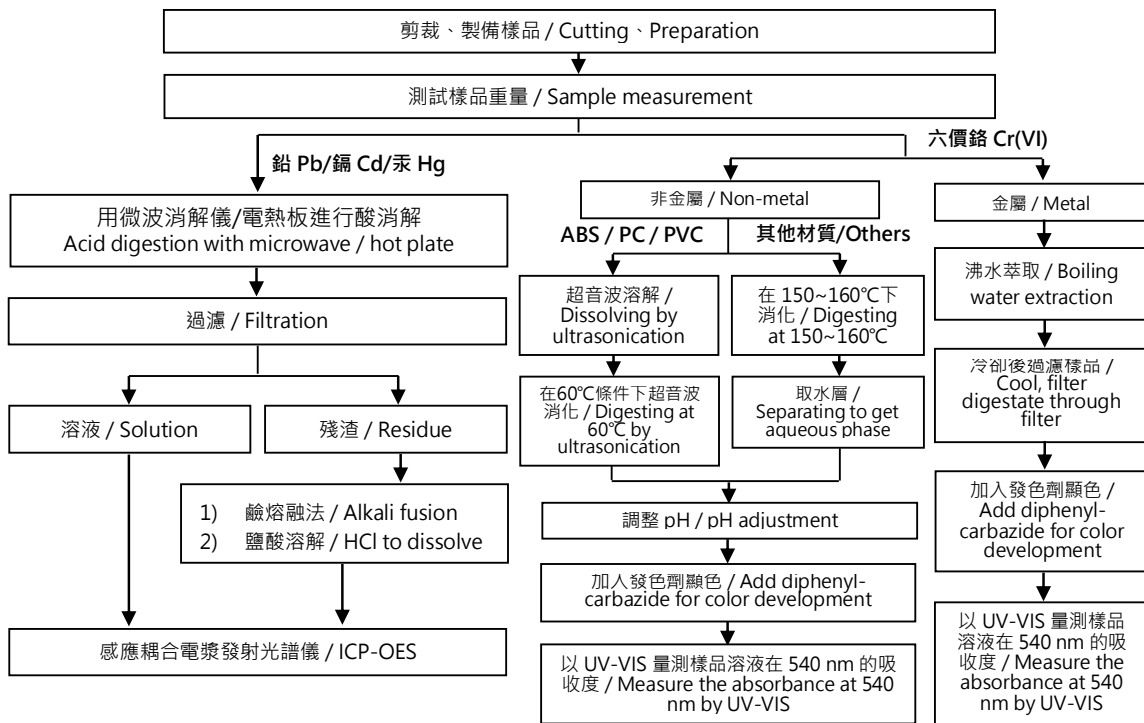 剪裁、製備樣品 / Cutting、Preparation
測試樣品重量 / Sample measurement
鉛 Pb/鎘 Cd/汞 Hg
六價鉻 Cr(VI)
用微波消解儀/電熱板進行酸消解
Acid digestion with microwave / hot plate
過濾 / Filtration
溶液 / Solution
殘渣 / Residue
1) 鹼熔融法 / Alkali fusion
2) 鹽酸溶解 / HCl to dissolve
感應耦合電漿發射光譜儀 / ICP-OES
非金屬 / Non-metal
ABS / PC / PVC
其他材質/Others
超音波溶解 /
Dissolving by
ultrasonication
在60℃條件下超音波
消化 / Digesting at
60℃ by
ultrasonication
在 150~160℃下
消化 / Digesting
at 150~160℃
取水層 /
Separating to get
aqueous phase
調整 pH / pH adjustment
加入發色劑顯色 / Add diphenyl-
carbazide for color development
以 UV-VIS 量測樣品溶液在 540 nm 的吸
收度 / Measure the absorbance at 540
nm by UV-VIS
金屬 / Metal
沸水萃取 / Boiling
water extraction
冷卻後過濾樣品 /
Cool, filter
digestate through
filter
加入發色劑顯色 /
Add diphenyl-
carbazide for color
development
以 UV-VIS 量測樣品
溶液在 540 nm 的吸
收度 / Measure the
absorbance at 540
nm by UV-VIS